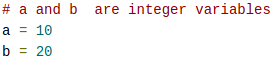 # a and b  are integer variables
a = 10
b = 20